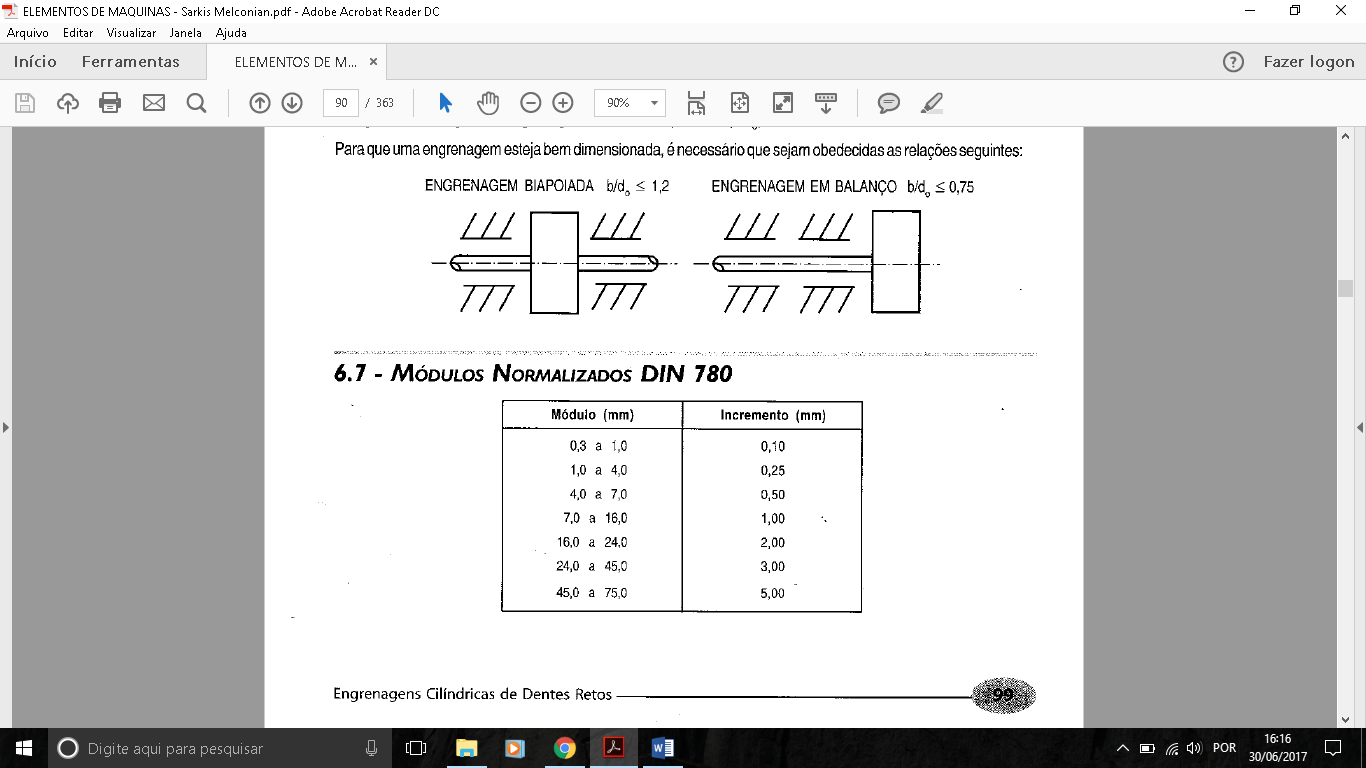 ELEMENTOS DE MAQUINAS - Sarkis Melconian.pdf - Adobe Acrobat Reader DC
Arquivo Editar Visualizar Janela Ajuda
Início Ferramentas ELEMENTOS DE M... × ? Fazer logon
90 / 363 90%
Para que uma engrenagem esteja bem dimensionada, é necessário que sejam obedecidas as relações seguintes:
ENGRENAGEM BIAPOIADA b/d₀ ≤ 1,2 ENGRENAGEM EM BALANÇO b/d₀ ≤ 0,75
6.7 - MÓDULOS NORMALIZADOS DIN 780
Módulo (mm) Incremento (mm)
0,3 a 1,0 0,10
1,0 a 4,0 0,25
4,0 a 7,0 0,50
7,0 a 16,0 1,00
16,0 a 24,0 2,00
24,0 a 45,0 3,00
45,0 a 75,0 5,00
Engrenagens Cilíndricas de Dentes Retos 99
Digite aqui para pesquisar POR 16:16
30/06/2017